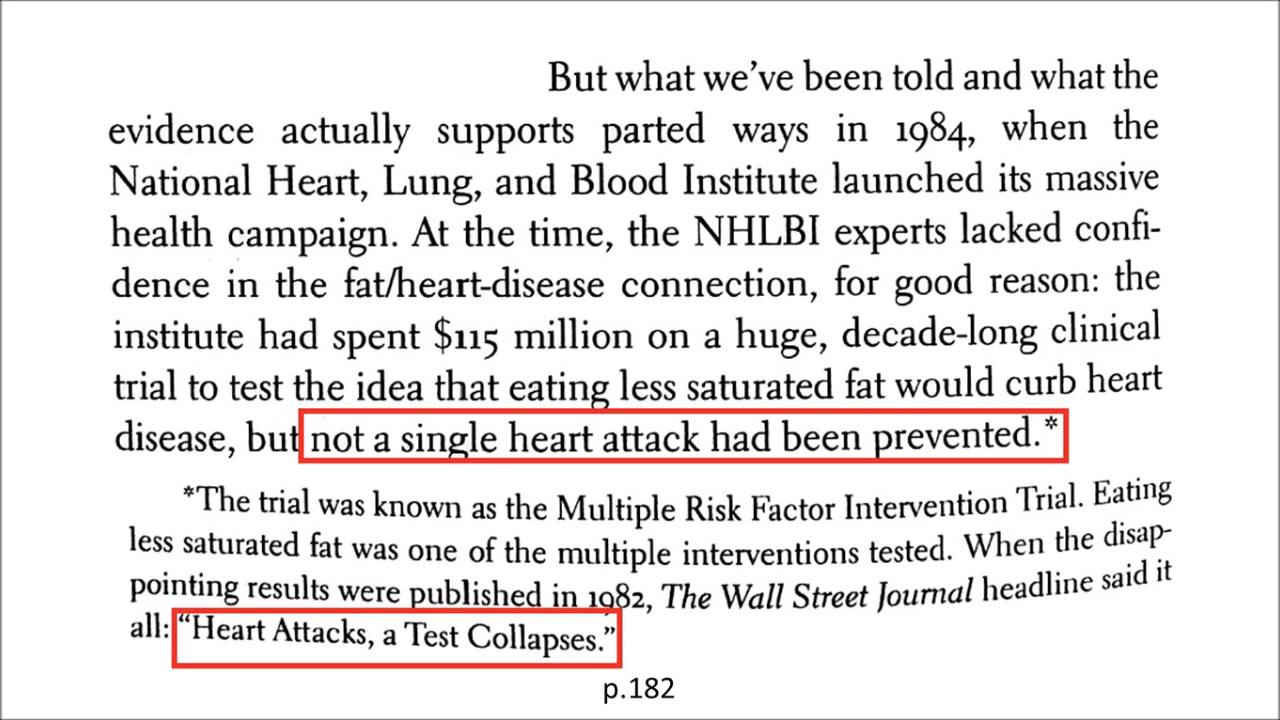 But what we've been told and what the
evidence actually supports parted ways in 1984, when the
National Heart, Lung, and Blood Institute launched its massive
health campaign. At the time, the NHLBI experts lacked confi-
dence in the fat/heart-disease connection, for good reason: the
institute had spent $115 million on a huge, decade-long clinical
trial to test the idea that eating less saturated fat would curb heart
disease, but not a single heart attack had been prevented.*
*The trial was known as the Multiple Risk Factor Intervention Trial. Eating
less saturated fat was one of the multiple interventions tested. When the disap-
pointing results were published in 1982, The Wall Street Journal headline said it
all: “Heart Attacks, a Test Collapses.”
p.182